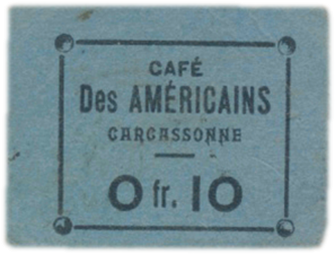 CAFÉ
Des AMÉRICAINS
CARCASSONNE
0 fr. 10